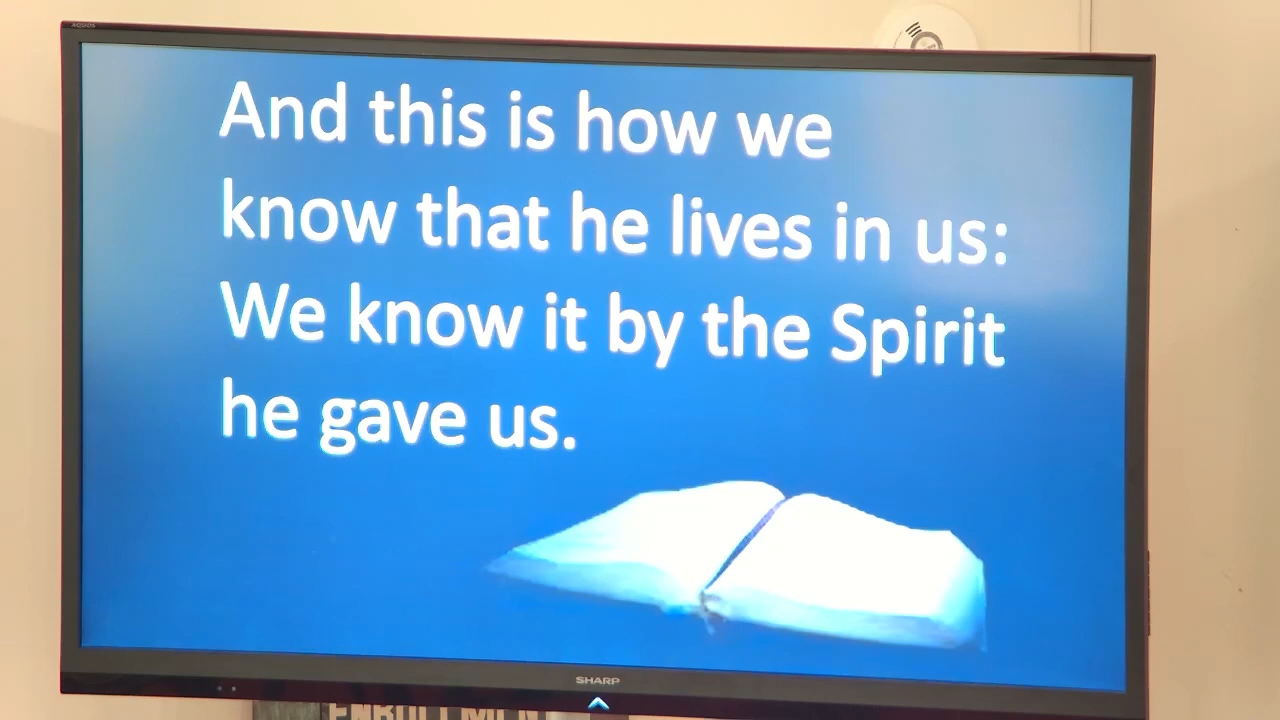 AQUOS
And this is how we
know that he lives in us:
We know it by the Spirit
he gave us.
SHARP